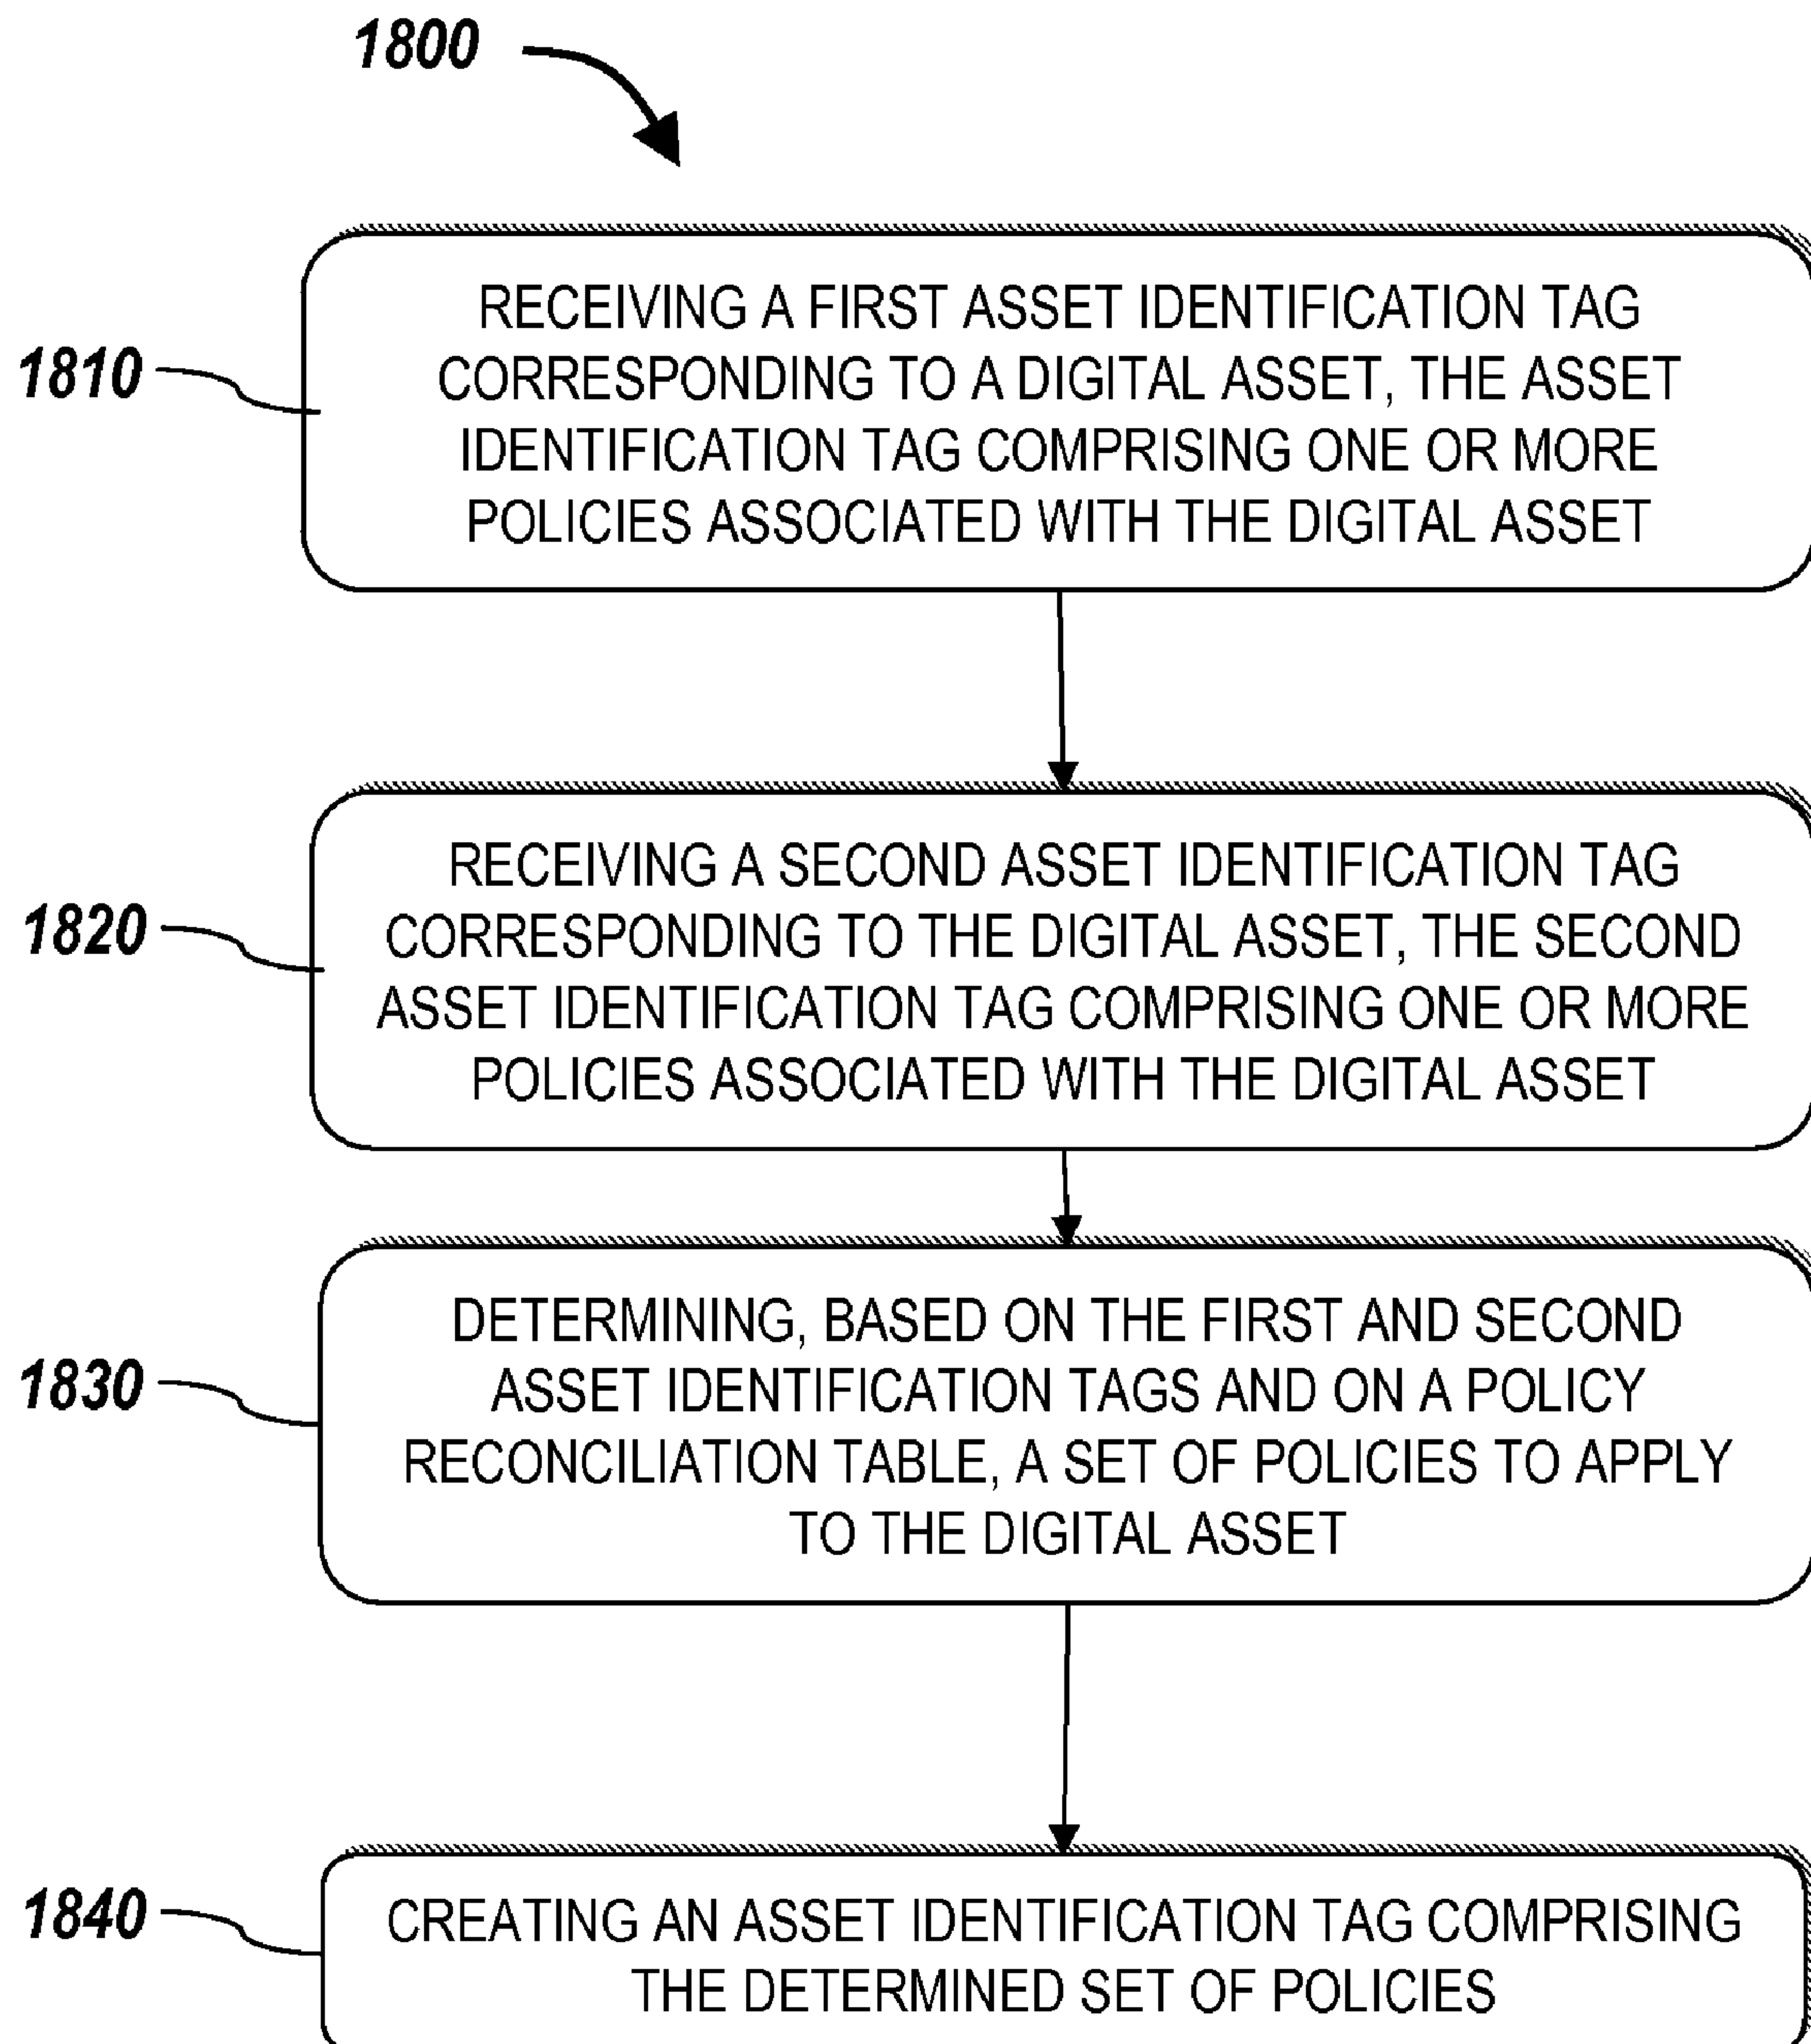 1800
1810
RECEIVING A FIRST ASSET IDENTIFICATION TAG
CORRESPONDING TO A DIGITAL ASSET, THE ASSET
IDENTIFICATION TAG COMPRISING ONE OR MORE
POLICIES ASSOCIATED WITH THE DIGITAL ASSET
1820
RECEIVING A SECOND ASSET IDENTIFICATION TAG
CORRESPONDING TO THE DIGITAL ASSET, THE SECOND
ASSET IDENTIFICATION TAG COMPRISING ONE OR MORE
POLICIES ASSOCIATED WITH THE DIGITAL ASSET
1830
DETERMINING, BASED ON THE FIRST AND SECOND
ASSET IDENTIFICATION TAGS AND ON A POLICY
RECONCILIATION TABLE, A SET OF POLICIES TO APPLY
TO THE DIGITAL ASSET
1840
CREATING AN ASSET IDENTIFICATION TAG COMPRISING
THE DETERMINED SET OF POLICIES